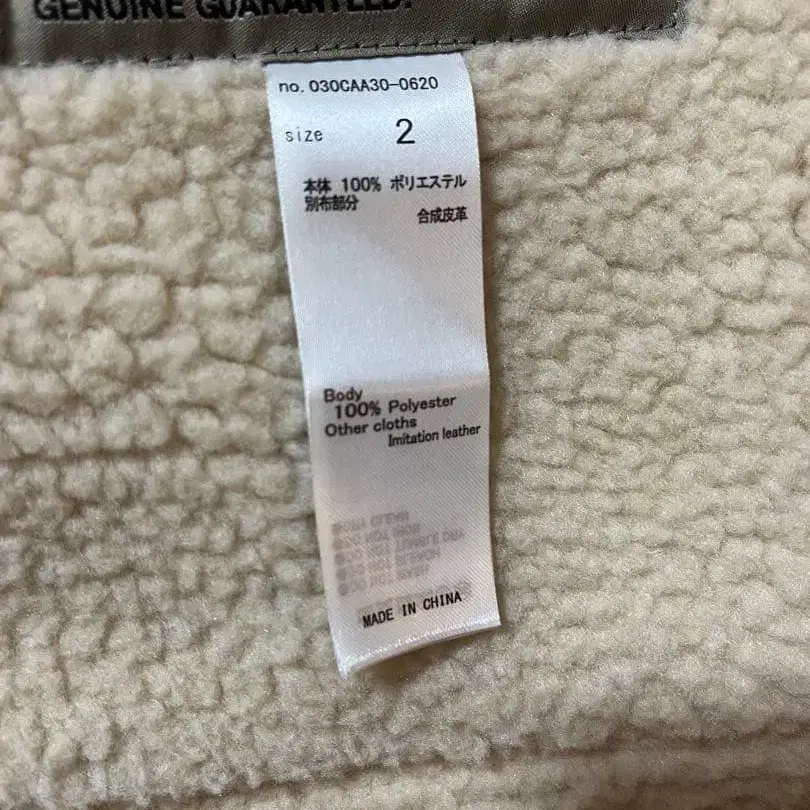 GENUINE GUARANTEED.
no. 030CAA30-0620
size 2
本体 100% ポリエステル
別布部分
合成皮革
Body
100% Polyester
Other cloths
Imitation leather
MADE IN CHINA